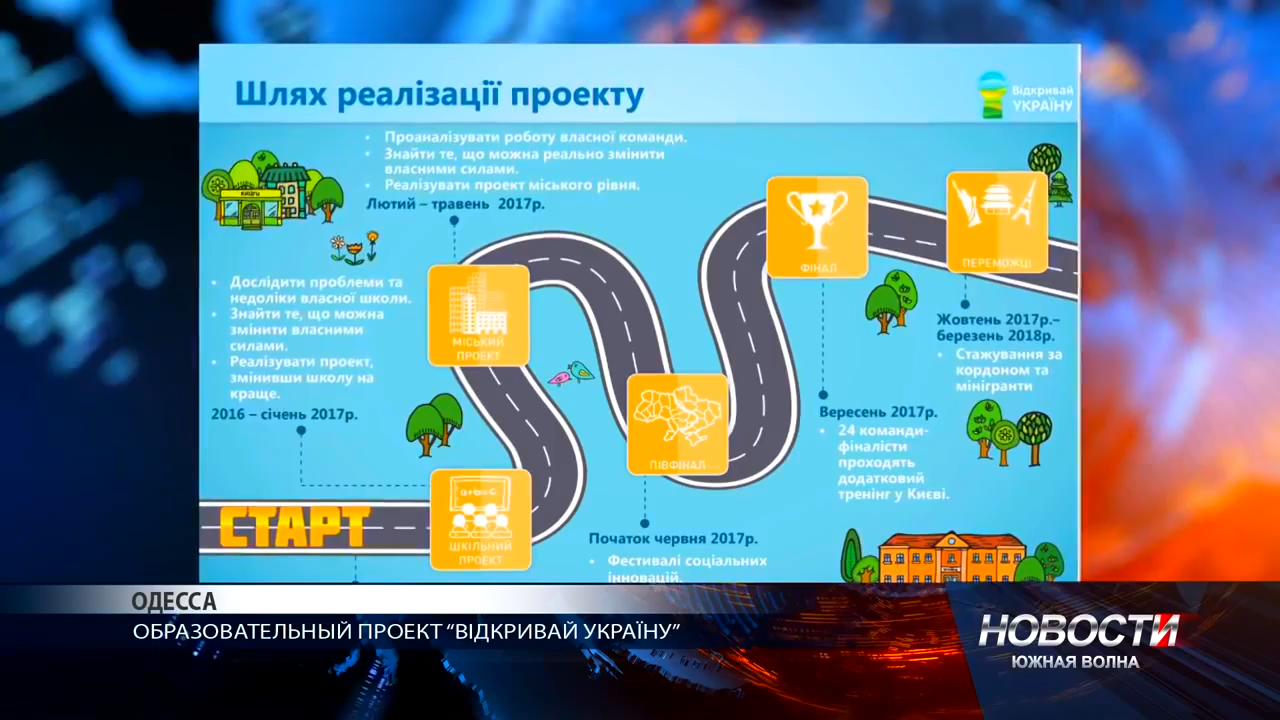 Шлях реалізації проекту
Відкривай
УКРАЇНУ
• Проаналізувати роботу власної команди.
• Знайти те, що можна реально змінити
власними силами.
• Реалізувати проект міського рівня.
Лютий – травень 2017р.
• Дослідити проблеми та
недоліки власної школи.
• Знайти те, що можна
змінити власними
силами.
• Реалізувати проект,
змінивши школу на
краще.
2016 – січень 2017р.
МІСЬКИЙ
ПРОЕКТ
ФІНАЛ
ПЕРЕМОЖЦІ
Жовтень 2017р.–
березень 2018р.
• Стажування за
кордоном та
мінігранти
Вересень 2017р.
• 24 команди-
фіналісти
проходять
додатковий
тренінг у Києві.
ПІВФІНАЛ
СТАРТ
ШКІЛЬНИЙ
ПРОЕКТ
Початок червня 2017р.
• Фестивалі соціальних
інновацій.
ОДЕССА
ОБРАЗОВАТЕЛЬНЫЙ ПРОЕКТ “ВІДКРИВАЙ УКРАЇНУ”
НОВОСТИ
ЮЖНАЯ ВОЛНА